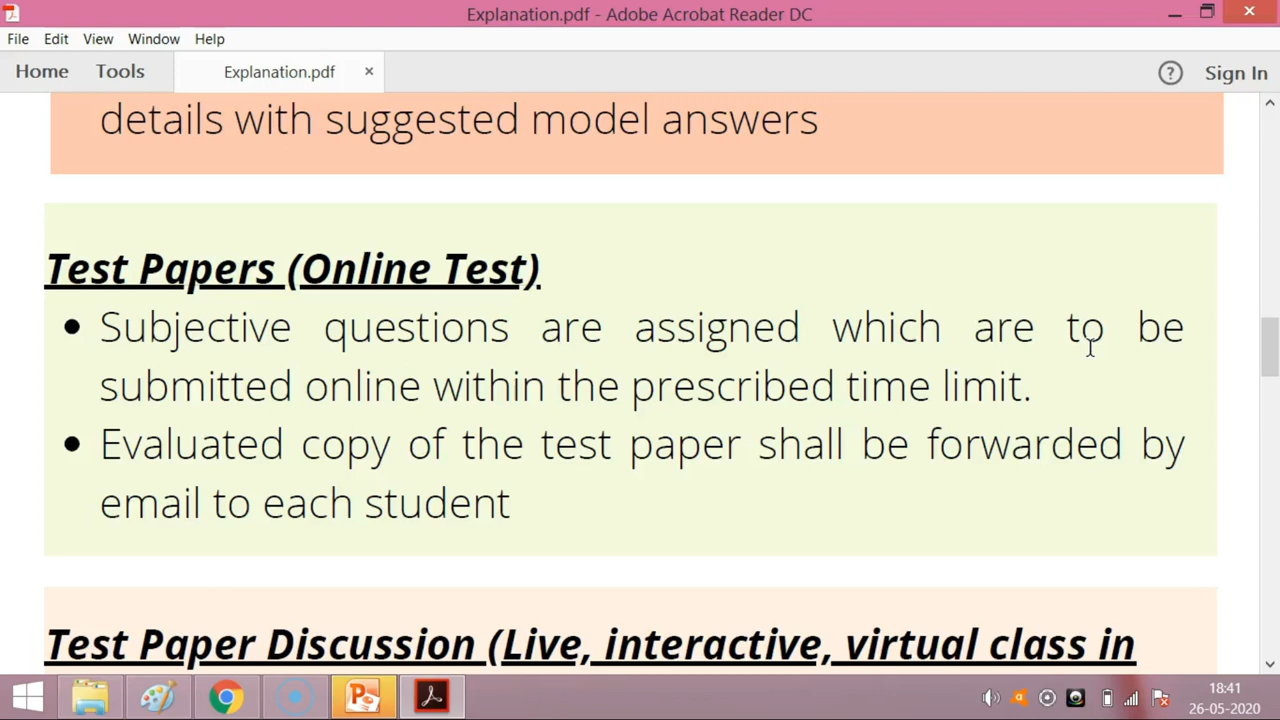 Explanation.pdf - Adobe Acrobat Reader DC
File Edit View Window Help
Home Tools Explanation.pdf × ? Sign In
details with suggested model answers
Test Papers (Online Test)
• Subjective questions are assigned which are to be
submitted online within the prescribed time limit.
• Evaluated copy of the test paper shall be forwarded by
email to each student
Test Paper Discussion (Live, interactive, virtual class in
18:41
26-05-2020